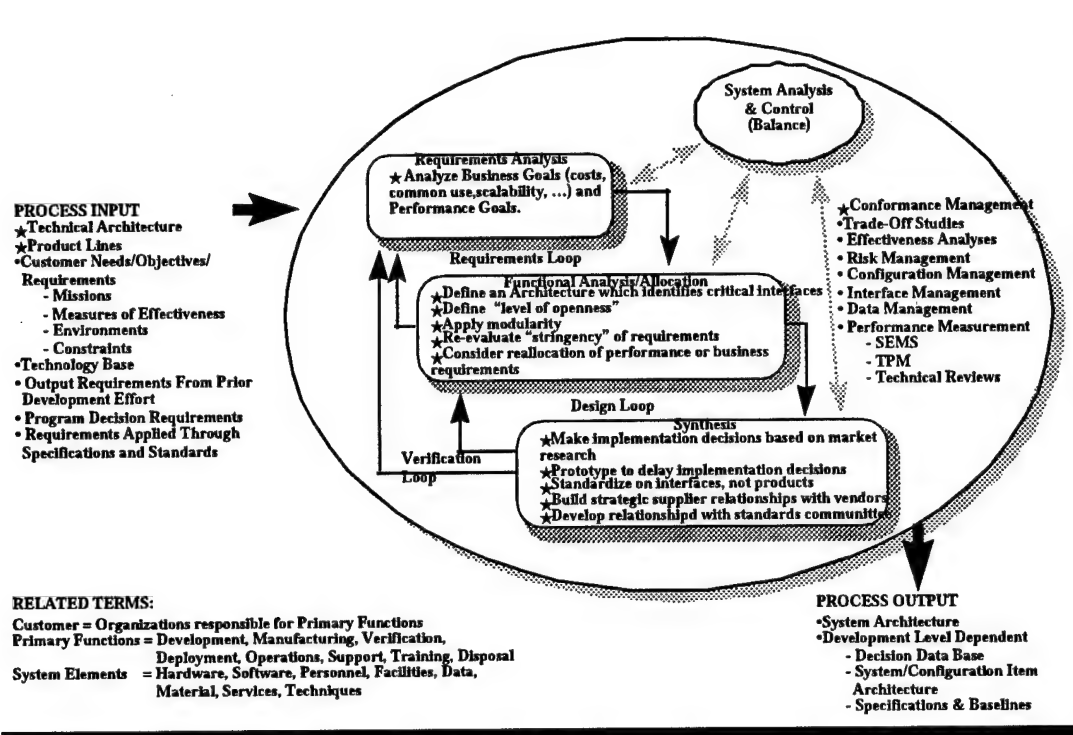 System Analysis
& Control
(Balance)
Requirements Analysis
★Analyze Business Goals (costs,
common use,scalability, ...) and
Performance Goals.
Requirements Loop
PROCESS INPUT
★Technical Architecture
★Product Lines
•Customer Needs/Objectives/
Requirements
- Missions
- Measures of Effectiveness
- Environments
- Constraints
•Technology Base
• Output Requirements From Prior
Development Effort
• Program Decision Requirements
• Requirements Applied Through
Specifications and Standards
Functional Analysis/Allocation
★Define an Architecture which identifies critical interfaces
★Define "level of openness"
★Apply modularity
★Re-evaluate "stringency" of requirements
★Consider reallocation of performance or business
requirements
Design Loop
★Conformance Management
•Trade-Off Studies
• Effectiveness Analyses
• Risk Management
• Configuration Management
• Interface Management
• Data Management
• Performance Measurement
- SEMS
- TPM
- Technical Reviews
Synthesis
★Make implementation decisions based on market
research
★Prototype to delay implementation decisions
★Standardize on interfaces, not products
★Build strategic supplier relationships with vendors
★Develop relationshipd with standards communittes
Verification
Loop
RELATED TERMS:
Customer = Organizations responsible for Primary Functions
Primary Functions = Development, Manufacturing, Verification,
Deployment, Operations, Support, Training, Disposal
System Elements = Hardware, Software, Personnel, Facilities, Data,
Material, Services, Techniques
PROCESS OUTPUT
•System Architecture
•Development Level Dependent
- Decision Data Base
- System/Configuration Item
Architecture
- Specifications & Baselines